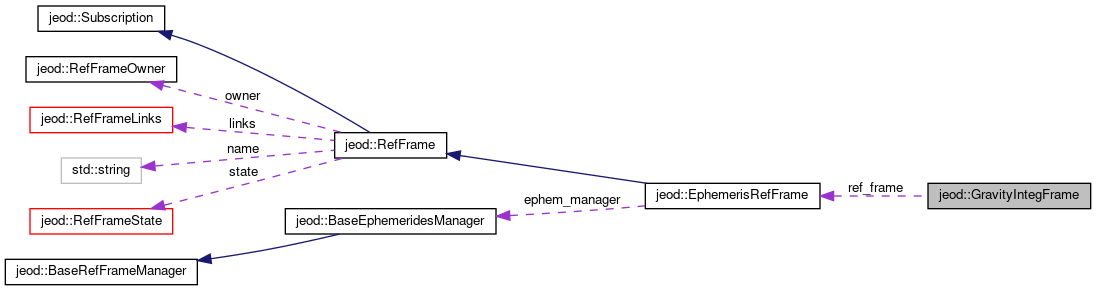 jeod::Subscription
jeod::RefFrameOwner
owner
jeod::RefFrameLinks
links
jeod::RefFrame
name
std::string
state
jeod::EphemerisRefFrame
ref_frame
jeod::GravityIntegFrame
ephem_manager
jeod::RefFrameState
jeod::BaseEphemeridesManager
jeod::BaseRefFrameManager